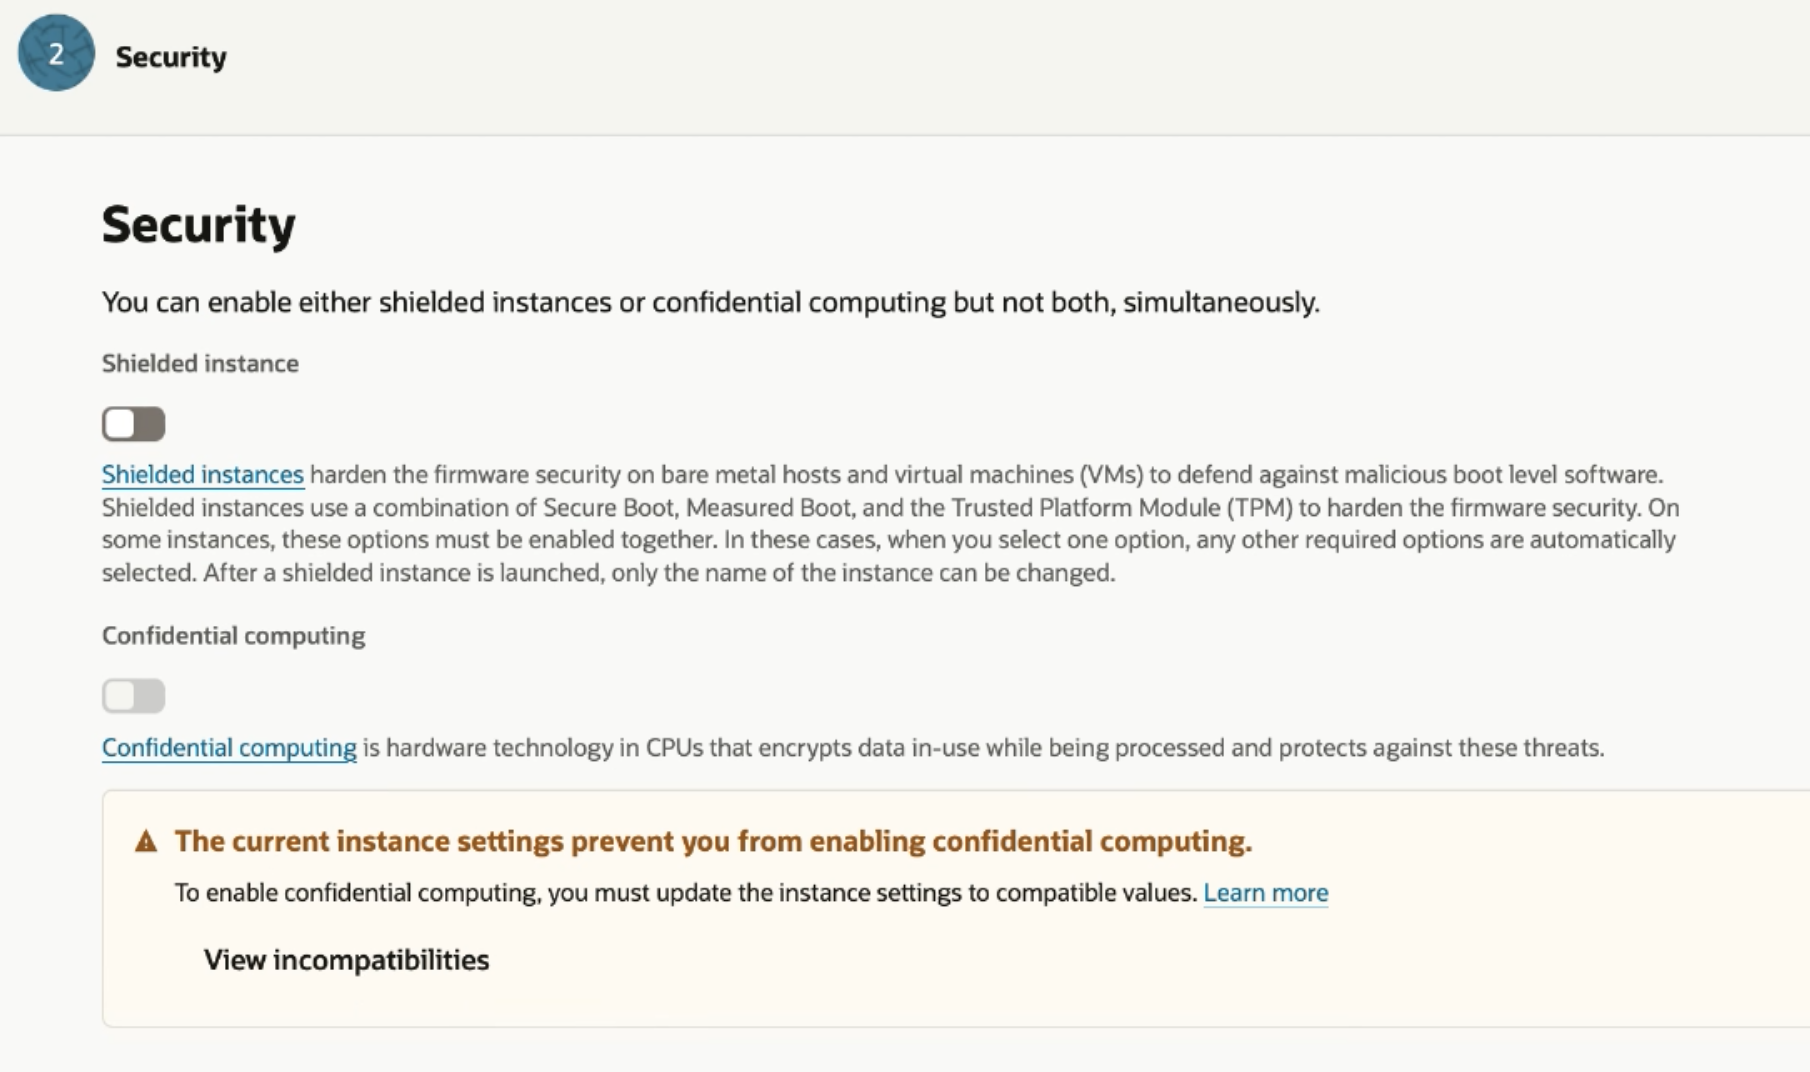 2
Security
Security
You can enable either shielded instances or confidential computing but not both, simultaneously.
Shielded instance
Shielded instances harden the firmware security on bare metal hosts and virtual machines (VMs) to defend against malicious boot level software.
Shielded instances use a combination of Secure Boot, Measured Boot, and the Trusted Platform Module (TPM) to harden the firmware security. On
some instances, these options must be enabled together. In these cases, when you select one option, any other required options are automatically
selected. After a shielded instance is launched, only the name of the instance can be changed.
Confidential computing
Confidential computing is hardware technology in CPUs that encrypts data in-use while being processed and protects against these threats.
The current instance settings prevent you from enabling confidential computing.
To enable confidential computing, you must update the instance settings to compatible values. Learn more
View incompatibilities